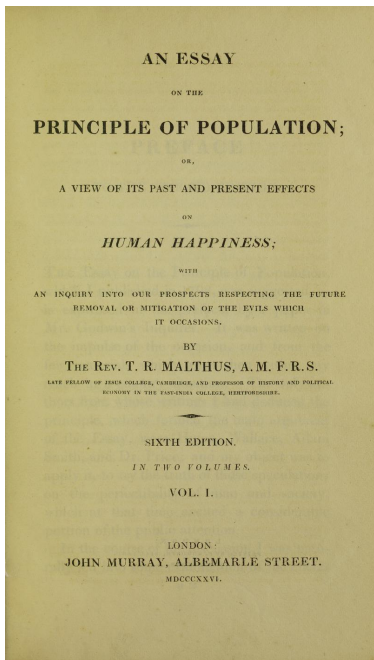 AN ESSAY
ON THE
PRINCIPLE OF POPULATION;
OR,
A VIEW OF ITS PAST AND PRESENT EFFECTS
ON
HUMAN HAPPINESS;
WITH
AN INQUIRY INTO OUR PROSPECTS RESPECTING THE FUTURE
REMOVAL OR MITIGATION OF THE EVILS WHICH
IT OCCASIONS.
BY
THE REV. T. R. MALTHUS, A.M. F.R.S.
LATE FELLOW OF JESUS COLLEGE, CAMBRIDGE, AND PROFESSOR OF HISTORY AND POLITICAL
ECONOMY IN THE EAST-INDIA COLLEGE, HERTFORDSHIRE.
SIXTH EDITION.
IN TWO VOLUMES.
VOL. I.
LONDON:
JOHN MURRAY, ALBEMARLE STREET.
MDCCCXXVI.